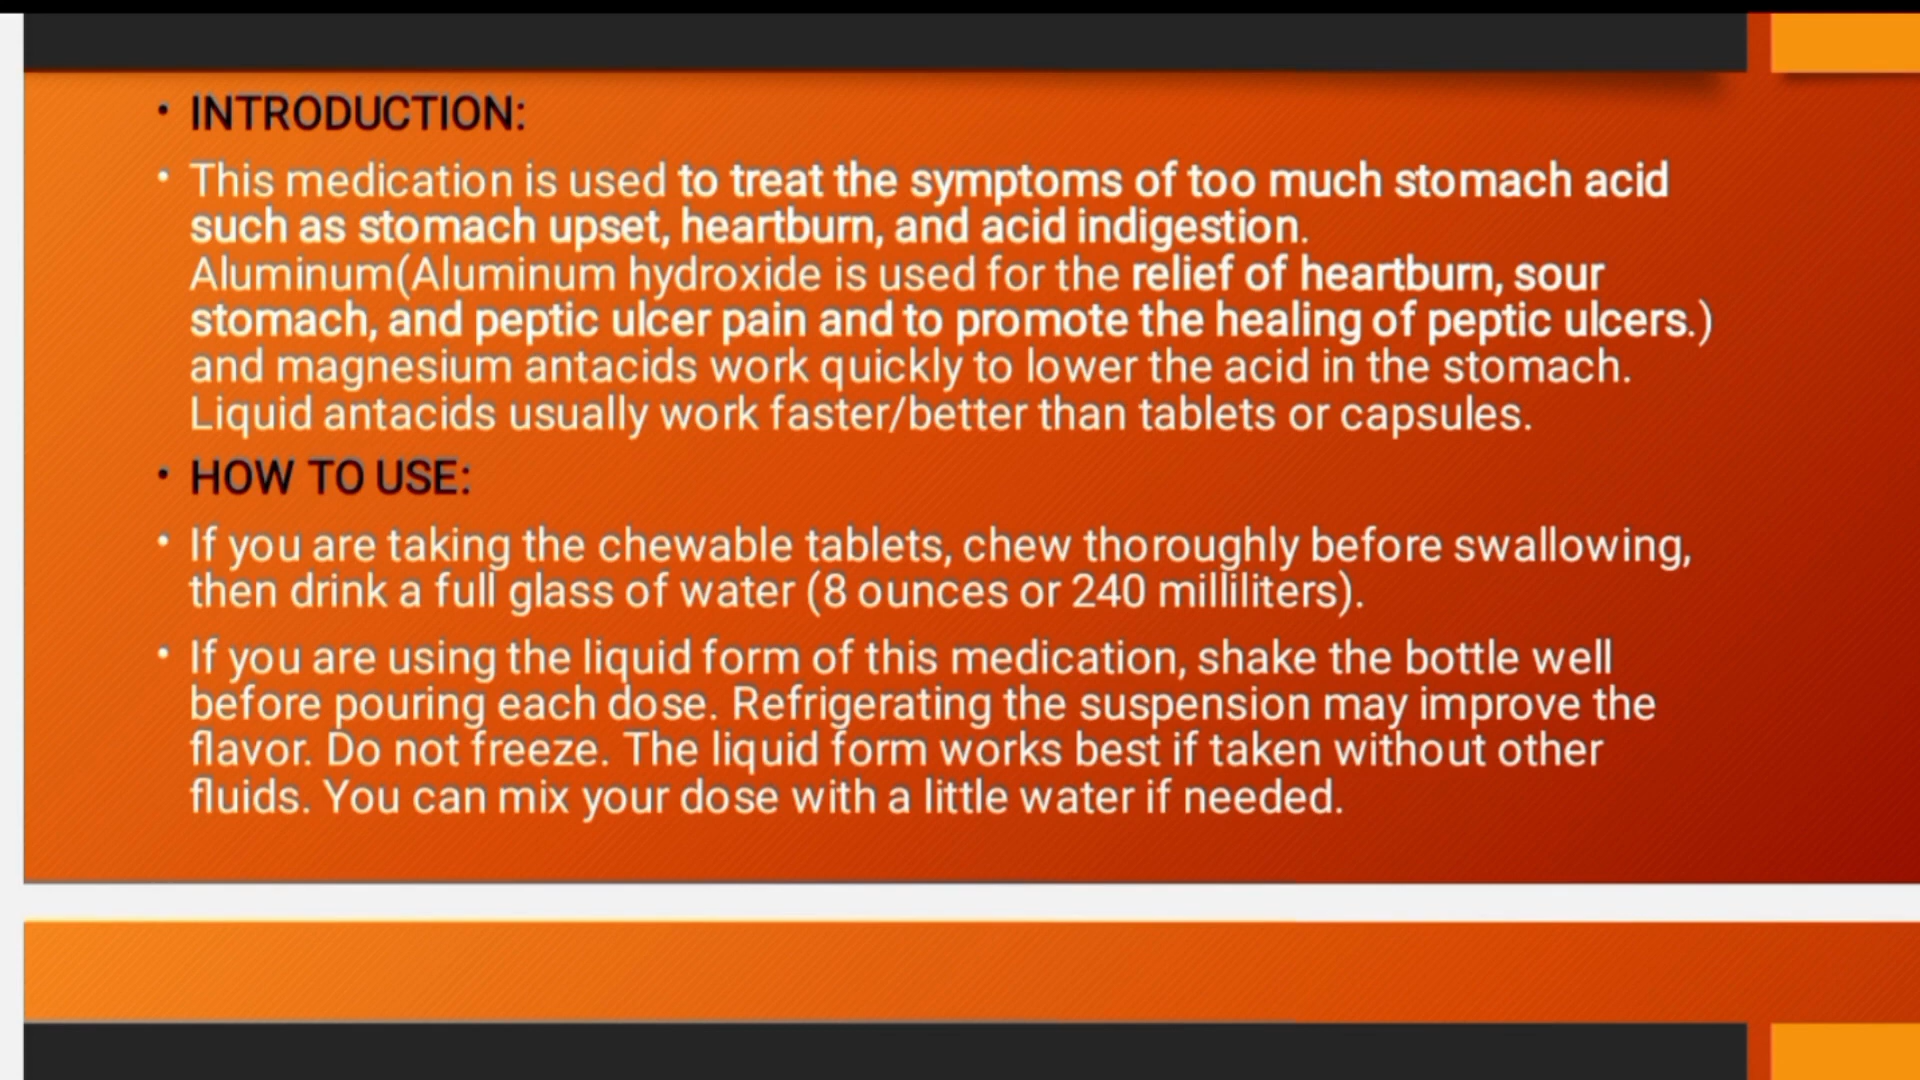 • INTRODUCTION:
• This medication is used to treat the symptoms of too much stomach acid
such as stomach upset, heartburn, and acid indigestion.
Aluminum(Aluminum hydroxide is used for the relief of heartburn, sour
stomach, and peptic ulcer pain and to promote the healing of peptic ulcers.)
and magnesium antacids work quickly to lower the acid in the stomach.
Liquid antacids usually work faster/better than tablets or capsules.
• HOW TO USE:
• If you are taking the chewable tablets, chew thoroughly before swallowing,
then drink a full glass of water (8 ounces or 240 milliliters).
• If you are using the liquid form of this medication, shake the bottle well
before pouring each dose. Refrigerating the suspension may improve the
flavor. Do not freeze. The liquid form works best if taken without other
fluids. You can mix your dose with a little water if needed.